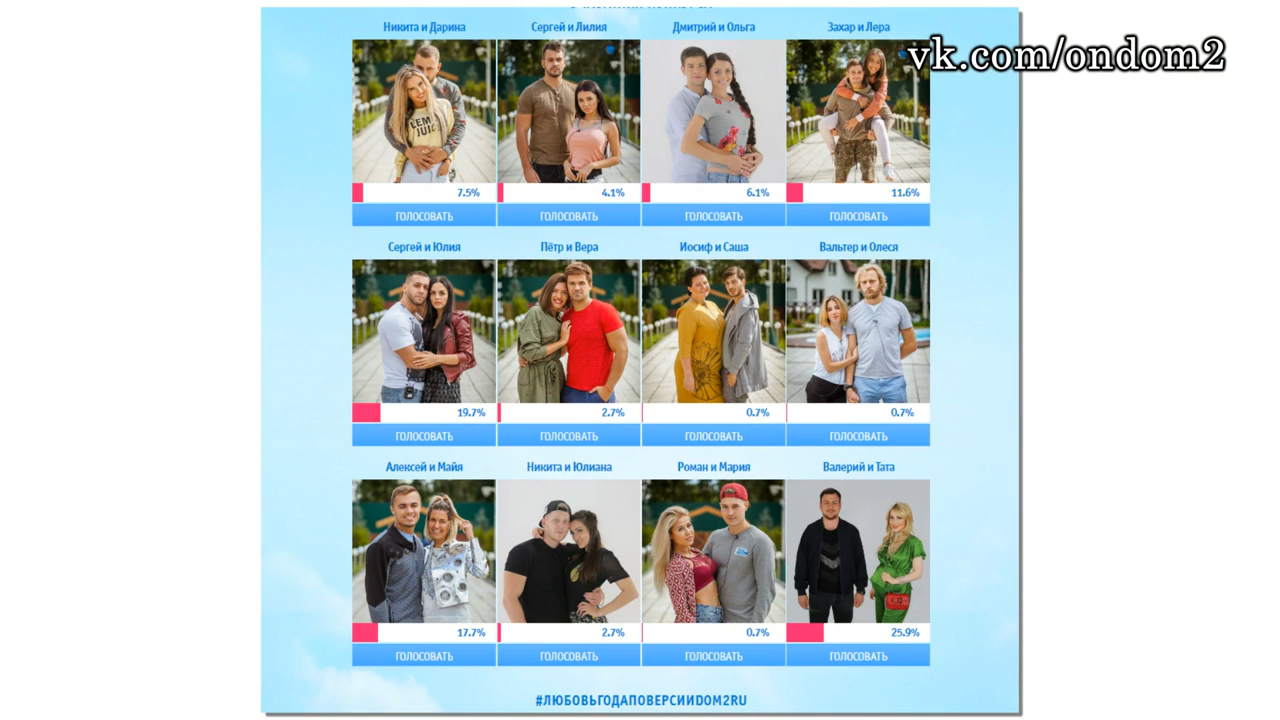 Никита и Дарина
Сергей и Лилия
Дмитрий и Ольга
Захар и Лера
vk.com/ondom2
LEM
JUIC
7.5%
4.1%
6.1%
11.6%
ГОЛОСОВАТЬ
ГОЛОСОВАТЬ
ГОЛОСОВАТЬ
ГОЛОСОВАТЬ
Сергей и Юлия
Пётр и Вера
Иосиф и Саша
Вальтер и Олеся
19.7%
2.7%
0.7%
0.7%
ГОЛОСОВАТЬ
ГОЛОСОВАТЬ
ГОЛОСОВАТЬ
ГОЛОСОВАТЬ
Алексей и Майя
Никита и Юлиана
Роман и Мария
Валерий и Тата
17.7%
2.7%
0.7%
25.9%
ГОЛОСОВАТЬ
ГОЛОСОВАТЬ
ГОЛОСОВАТЬ
ГОЛОСОВАТЬ
#ЛЮБОВЬГОДАПОВЕРСИИDOM2RU